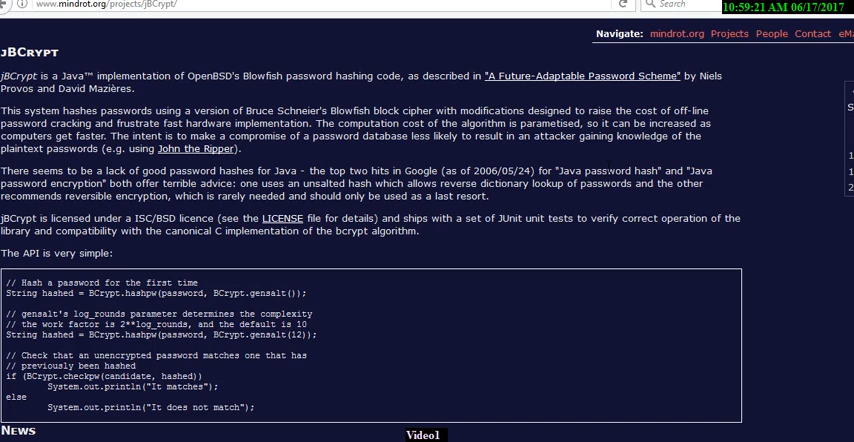 www.mindrot.org/projects/jBCrypt/
Search
10:59:21 AM 06/17/2017
Navigate: mindrot.org Projects People Contact eMa
jBCrypt
jBCrypt is a Java™ implementation of OpenBSD's Blowfish password hashing code, as described in "A Future-Adaptable Password Scheme" by Niels
Provos and David Mazières.
This system hashes passwords using a version of Bruce Schneier's Blowfish block cipher with modifications designed to raise the cost of off-line
password cracking and frustrate fast hardware implementation. The computation cost of the algorithm is parametised, so it can be increased as
computers get faster. The intent is to make a compromise of a password database less likely to result in an attacker gaining knowledge of the
plaintext passwords (e.g. using John the Ripper).
There seems to be a lack of good password hashes for Java - the top two hits in Google (as of 2006/05/24) for "Java password hash" and "Java
password encryption" both offer terrible advice: one uses an unsalted hash which allows reverse dictionary lookup of passwords and the other
recommends reversible encryption, which is rarely needed and should only be used as a last resort.
jBCrypt is licensed under a ISC/BSD licence (see the LICENSE file for details) and ships with a set of JUnit unit tests to verify correct operation of the
library and compatibility with the canonical C implementation of the bcrypt algorithm.
The API is very simple:
// Hash a password for the first time
String hashed = BCrypt.hashpw(password, BCrypt.gensalt());
// gensalt's log_rounds parameter determines the complexity
// the work factor is 2**log_rounds, and the default is 10
String hashed = BCrypt.hashpw(password, BCrypt.gensalt(12));
// Check that an unencrypted password matches one that has
// previously been hashed
if (BCrypt.checkpw(candidate, hashed))
System.out.println("It matches");
else
System.out.println("It does not match");
News
Video1